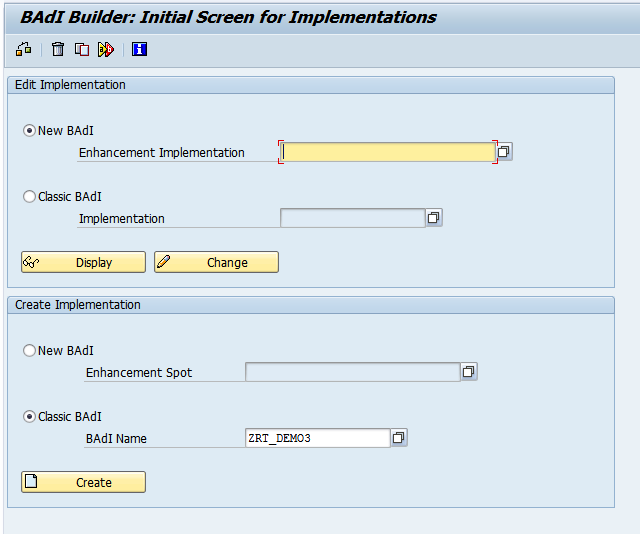 BAdI Builder: Initial Screen for Implementations
Edit Implementation
New BAdI
Enhancement Implementation
Classic BAdI
Implementation
Display
Change
Create Implementation
New BAdI
Enhancement Spot
Classic BAdI
BAdI Name
ZRT_DEMO3
Create